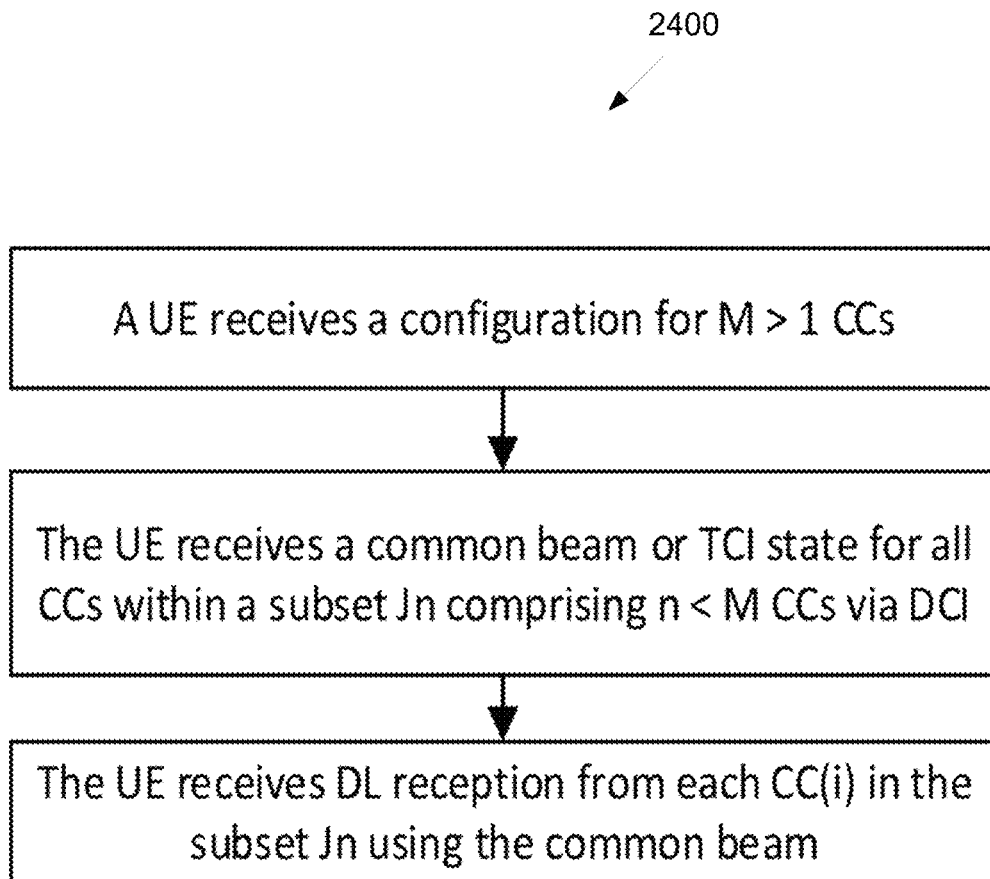 2400
A UE receives a configuration for M > 1 CCs
The UE receives a common beam or TCI state for all
CCs within a subset Jn comprising n < M CCs via DCI
The UE receives DL reception from each CC(i) in the
subset Jn using the common beam